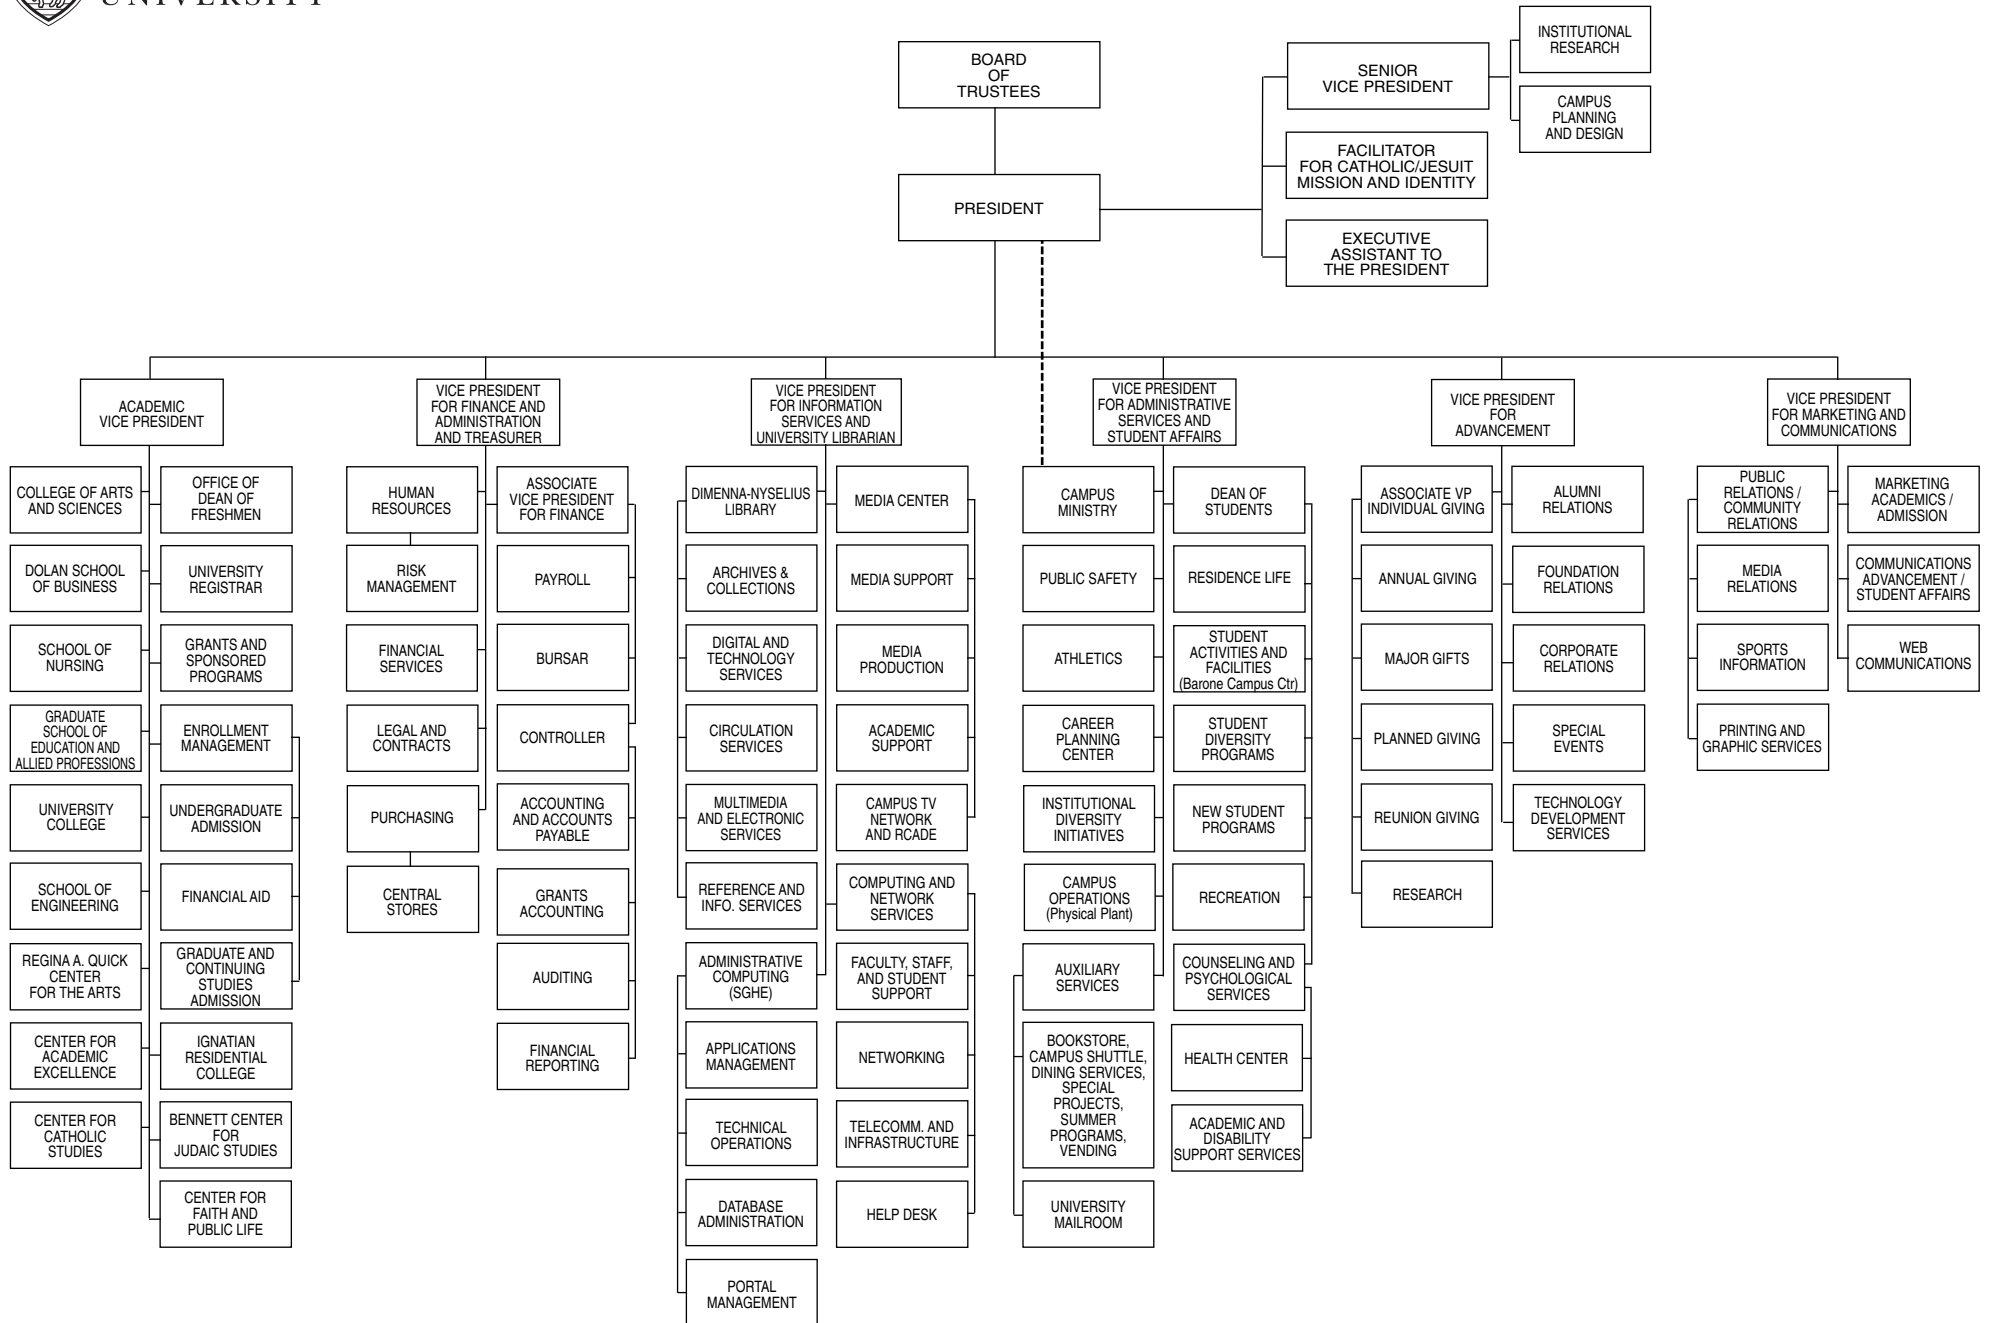 UNIVERSITY
BOARD
OF
TRUSTEES
PRESIDENT
SENIOR
VICE PRESIDENT
INSTITUTIONAL
RESEARCH
CAMPUS
PLANNING
AND DESIGN
FACILITATOR
FOR CATHOLIC/JESUIT
MISSION AND IDENTITY
EXECUTIVE
ASSISTANT TO
THE PRESIDENT
ACADEMIC
VICE PRESIDENT
COLLEGE OF ARTS
AND SCIENCES
DOLAN SCHOOL
OF BUSINESS
SCHOOL OF
NURSING
GRADUATE
SCHOOL OF
EDUCATION AND
ALLIED PROFESSIONS
UNIVERSITY
COLLEGE
SCHOOL OF
ENGINEERING
REGINA A. QUICK
CENTER
FOR THE ARTS
CENTER FOR
ACADEMIC
EXCELLENCE
CENTER FOR
CATHOLIC
STUDIES
OFFICE OF
DEAN OF
FRESHMEN
UNIVERSITY
REGISTRAR
GRANTS AND
SPONSORED
PROGRAMS
ENROLLMENT
MANAGEMENT
UNDERGRADUATE
ADMISSION
FINANCIAL AID
GRADUATE AND
CONTINUING
STUDIES
ADMISSION
IGNATIAN
RESIDENTIAL
COLLEGE
BENNETT CENTER
FOR
JUDAIC STUDIES
CENTER FOR
FAITH AND
PUBLIC LIFE
VICE PRESIDENT
FOR FINANCE AND
ADMINISTRATION
AND TREASURER
HUMAN
RESOURCES
RISK
MANAGEMENT
FINANCIAL
SERVICES
LEGAL AND
CONTRACTS
PURCHASING
CENTRAL
STORES
ASSOCIATE
VICE PRESIDENT
FOR FINANCE
PAYROLL
BURSAR
CONTROLLER
ACCOUNTING
AND ACCOUNTS
PAYABLE
GRANTS
ACCOUNTING
AUDITING
FINANCIAL
REPORTING
VICE PRESIDENT
FOR INFORMATION
SERVICES AND
UNIVERSITY LIBRARIAN
DIMENNA-NYSELIUS
LIBRARY
ARCHIVES &
COLLECTIONS
DIGITAL AND
TECHNOLOGY
SERVICES
CIRCULATION
SERVICES
MULTIMEDIA
AND ELECTRONIC
SERVICES
REFERENCE AND
INFO. SERVICES
ADMINISTRATIVE
COMPUTING
(SGHE)
APPLICATIONS
MANAGEMENT
TECHNICAL
OPERATIONS
DATABASE
ADMINISTRATION
PORTAL
MANAGEMENT
MEDIA CENTER
MEDIA SUPPORT
MEDIA
PRODUCTION
ACADEMIC
SUPPORT
CAMPUS TV
NETWORK
AND RCADE
COMPUTING AND
NETWORK
SERVICES
FACULTY, STAFF,
AND STUDENT
SUPPORT
NETWORKING
TELECOMM. AND
INFRASTRUCTURE
HELP DESK
VICE PRESIDENT
FOR ADMINISTRATIVE
SERVICES AND
STUDENT AFFAIRS
CAMPUS
MINISTRY
PUBLIC SAFETY
ATHLETICS
CAREER
PLANNING
CENTER
INSTITUTIONAL
DIVERSITY
INITIATIVES
CAMPUS
OPERATIONS
(Physical Plant)
AUXILIARY
SERVICES
BOOKSTORE,
CAMPUS SHUTTLE,
DINING SERVICES,
SPECIAL
PROJECTS,
SUMMER
PROGRAMS,
VENDING
UNIVERSITY
MAILROOM
DEAN OF
STUDENTS
RESIDENCE LIFE
STUDENT
ACTIVITIES AND
FACILITIES
(Barone Campus Ctr)
STUDENT
DIVERSITY
PROGRAMS
NEW STUDENT
PROGRAMS
RECREATION
COUNSELING AND
PSYCHOLOGICAL
SERVICES
HEALTH CENTER
ACADEMIC AND
DISABILITY
SUPPORT SERVICES
VICE PRESIDENT
FOR
ADVANCEMENT
ASSOCIATE VP
INDIVIDUAL GIVING
ANNUAL GIVING
MAJOR GIFTS
PLANNED GIVING
REUNION GIVING
RESEARCH
ALUMNI
RELATIONS
FOUNDATION
RELATIONS
CORPORATE
RELATIONS
SPECIAL
EVENTS
TECHNOLOGY
DEVELOPMENT
SERVICES
VICE PRESIDENT
FOR MARKETING AND
COMMUNICATIONS
PUBLIC
RELATIONS /
COMMUNITY
RELATIONS
MEDIA
RELATIONS
SPORTS
INFORMATION
PRINTING AND
GRAPHIC SERVICES
MARKETING
ACADEMICS /
ADMISSION
COMMUNICATIONS
ADVANCEMENT /
STUDENT AFFAIRS
WEB
COMMUNICATIONS